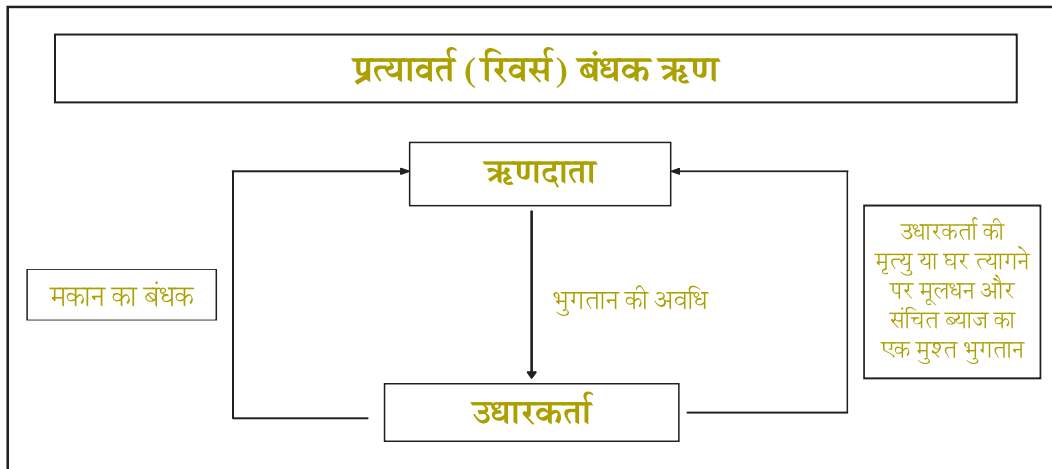 प्रत्यावर्त (रिवर्स) बंधक ऋण
ऋणदाता
मकान का बंधक
भुगतान की अवधि
उधारकर्ता की
मृत्यु या घर त्यागने
पर मूलधन और
संचित ब्याज का
एक मुश्त भुगतान
उधारकर्ता